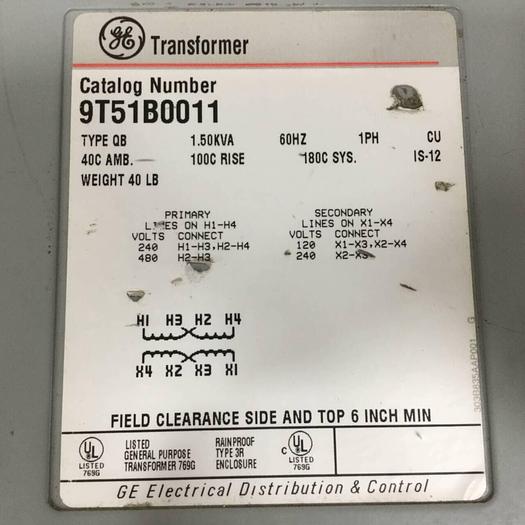 GE Transformer
Catalog Number
9T51B0011
TYPE QB 1.50KVA 60HZ 1PH CU
40C AMB. 100C RISE 180C SYS. IS-12
WEIGHT 40 LB
PRIMARY
LINES ON H1-H4
VOLTS CONNECT
240 H1-H3,H2-H4
480 H2-H3
SECONDARY
LINES ON X1-X4
VOLTS CONNECT
120 X1-X3,X2-X4
240 X2-X3
H1 H3 H2 H4
X4 X2 X3 X1
303B835AAP001 G
FIELD CLEARANCE SIDE AND TOP 6 INCH MIN
UL LISTED 769G
LISTED
GENERAL PURPOSE
TRANSFORMER 769G
RAINPROOF
TYPE 3R
ENCLOSURE
C UL LISTED 769G
GE Electrical Distribution & Control